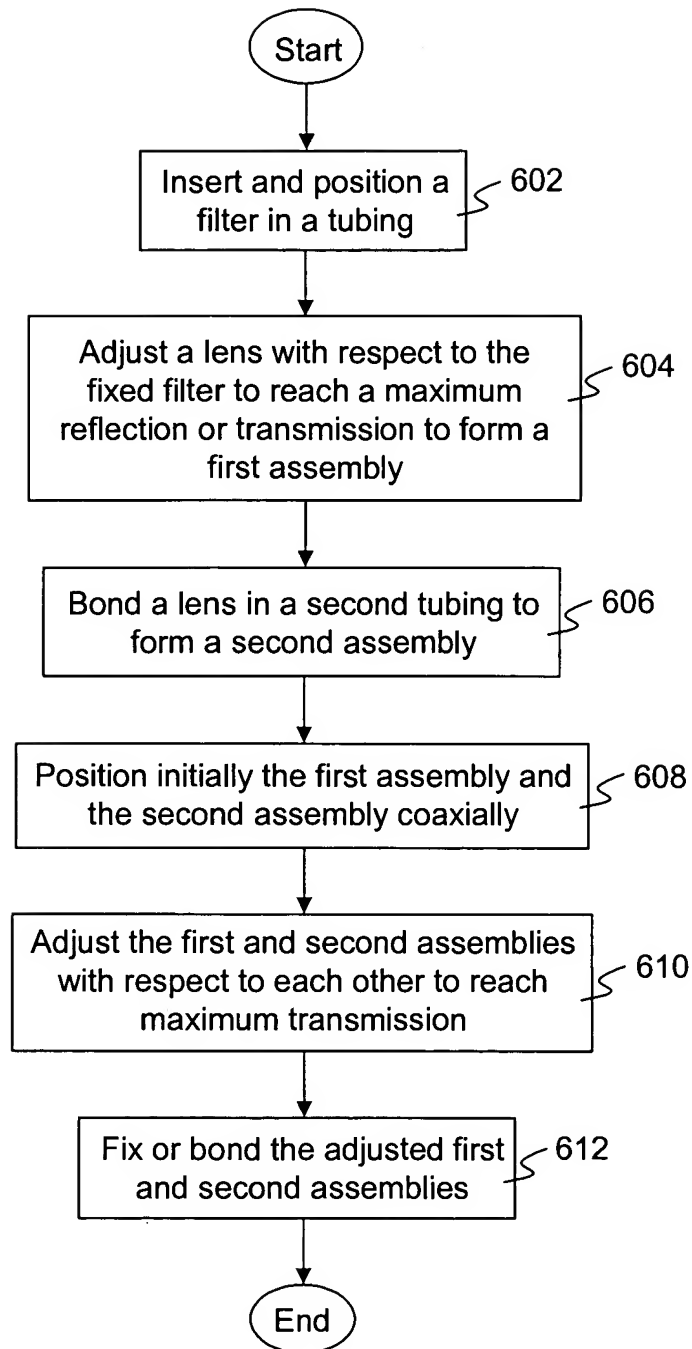 Start
Insert and position a
filter in a tubing
602
Adjust a lens with respect to the
fixed filter to reach a maximum
reflection or transmission to form a
first assembly
604
Bond a lens in a second tubing to
form a second assembly
606
Position initially the first assembly and
the second assembly coaxially
608
Adjust the first and second assemblies
with respect to each other to reach
maximum transmission
610
Fix or bond the adjusted first
and second assemblies
612
End